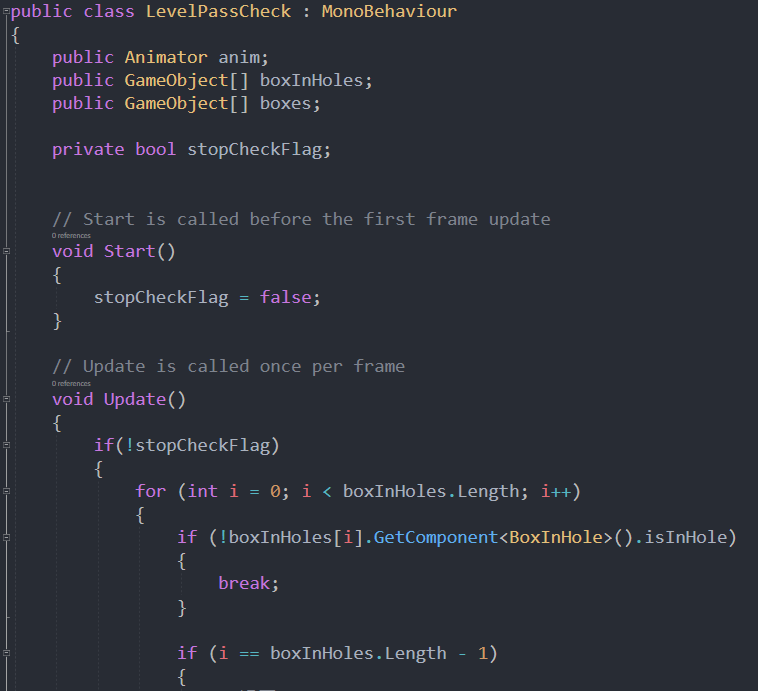 public class LevelPassCheck : MonoBehaviour
{
public Animator anim;
public GameObject[] boxInHoles;
public GameObject[] boxes;
private bool stopCheckFlag;
// Start is called before the first frame update
0 references
void Start()
{
stopCheckFlag = false;
}
// Update is called once per frame
0 references
void Update()
{
if(!stopCheckFlag)
{
for (int i = 0; i < boxInHoles.Length; i++)
{
if (!boxInHoles[i].GetComponent<BoxInHole>().isInHole)
{
break;
}
if (i == boxInHoles.Length - 1)
{